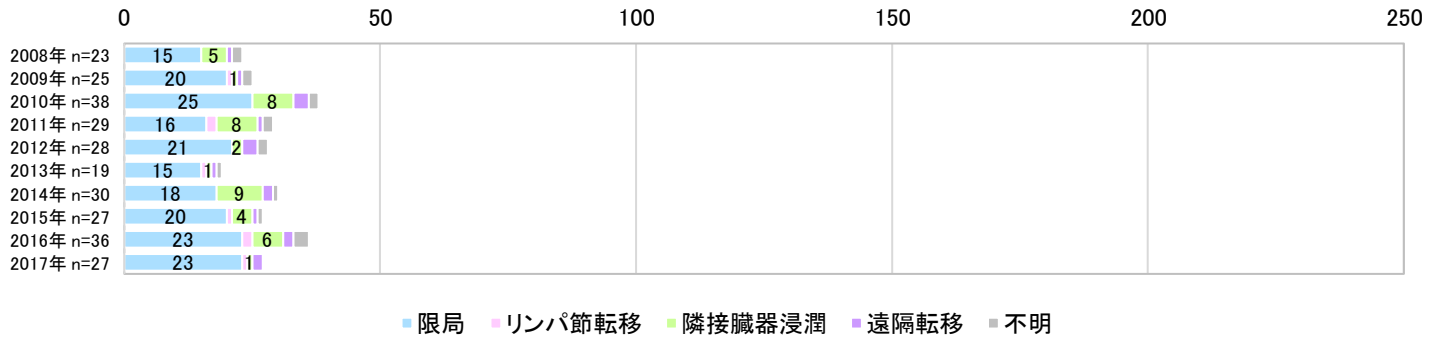 0 50 100 150 200 250
2008年 n=23 15 5
2009年 n=25 20 1
2010年 n=38 25 8
2011年 n=29 16 8
2012年 n=28 21 2
2013年 n=19 15 1
2014年 n=30 18 9
2015年 n=27 20 4
2016年 n=36 23 6
2017年 n=27 23 1
限局 リンパ節転移 隣接臓器浸潤 遠隔転移 不明